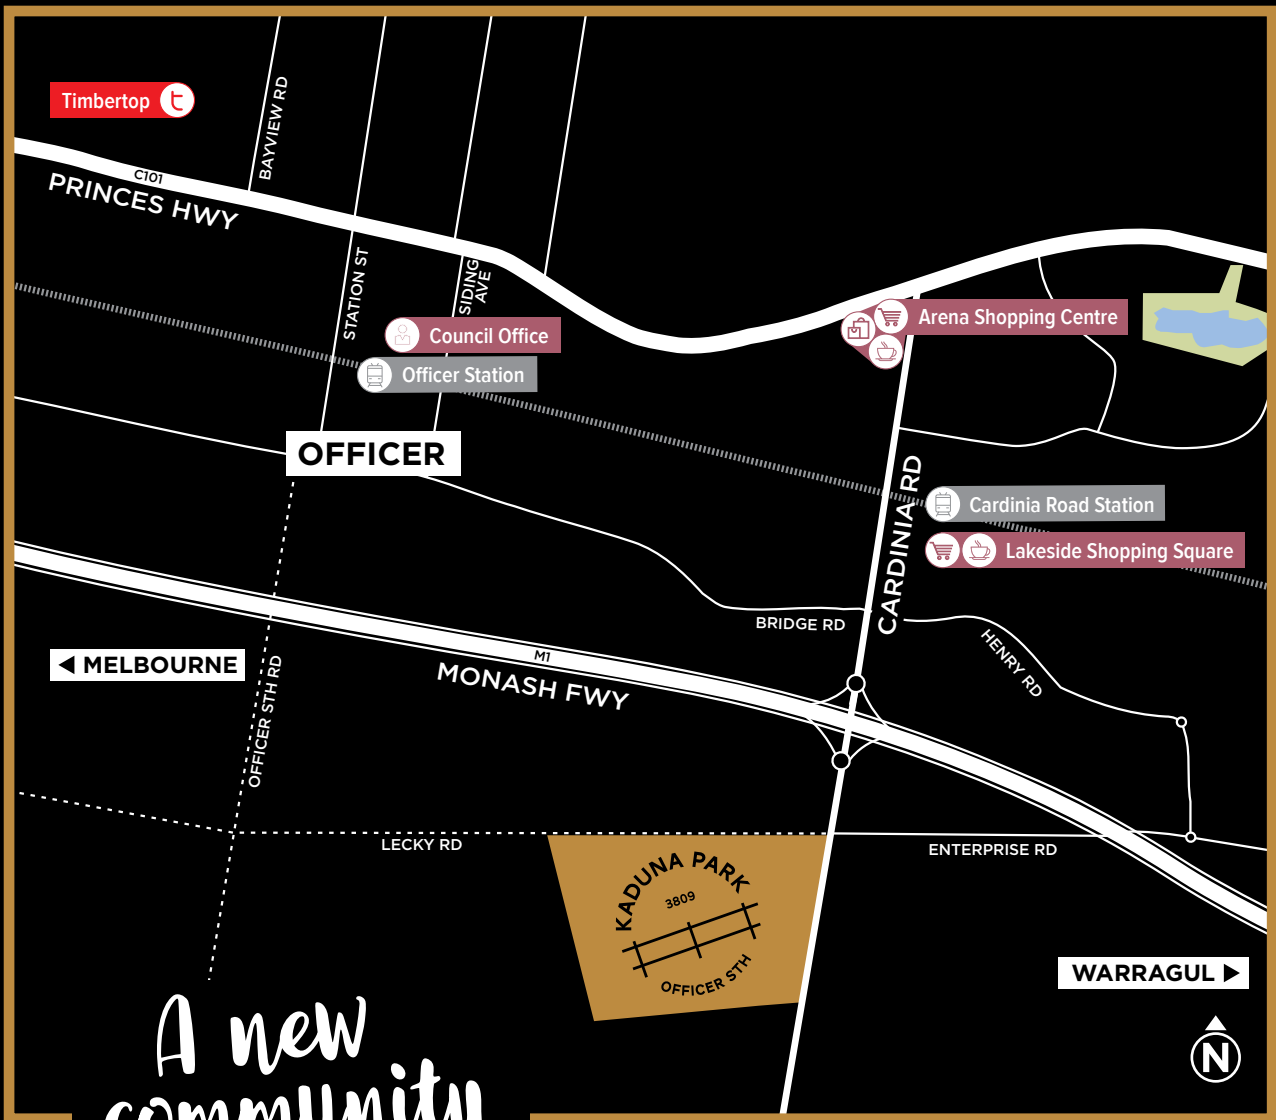 Timbertop t
BAYVIEW RD
C101
PRINCES HWY
STATION ST
SIDING
AVE
Council Office
Officer Station
Arena Shopping Centre
OFFICER
CARDINIA RD
Cardinia Road Station
Lakeside Shopping Square
BRIDGE RD
HENRY RD
MELBOURNE
OFFICER STH RD
M1
MONASH FWY
LECKY RD
ENTERPRISE RD
KADUNA PARK
3809
OFFICER STH
WARRAGUL
N
A new
community